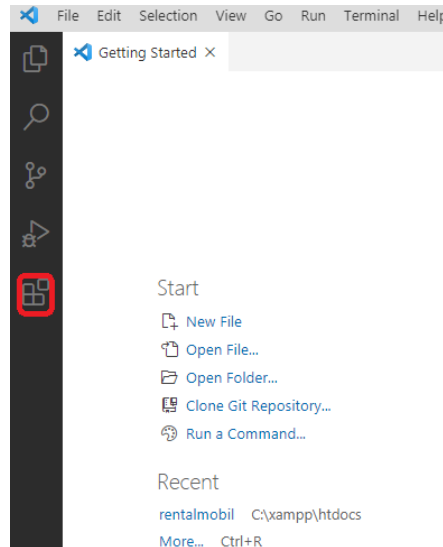 File Edit Selection View Go Run Terminal Help
Getting Started
Start
New File
Open File...
Open Folder...
Clone Git Repository...
Run a Command...
Recent
rentalmobil C:\xampp\htdocs
More... Ctrl+R